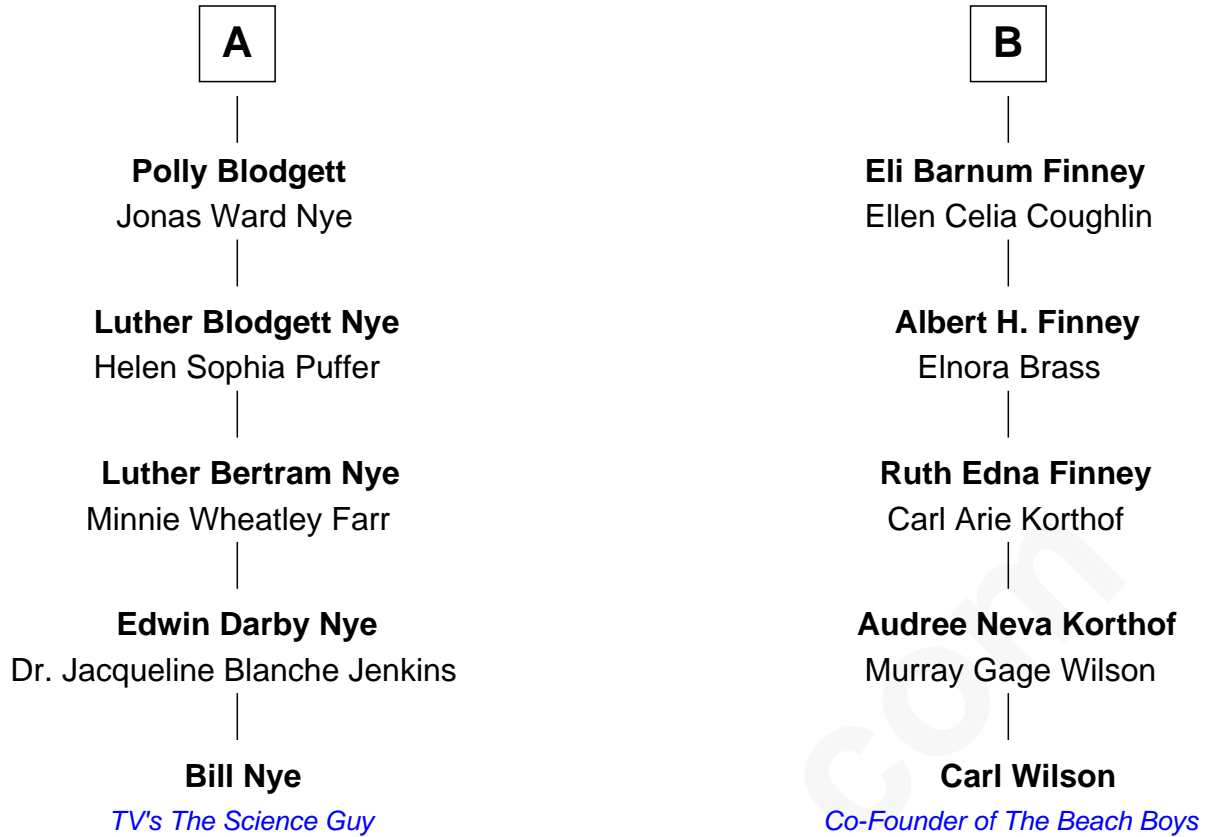 A
Polly Blodgett
Jonas Ward Nye
Luther Blodgett Nye
Helen Sophia Puffer
Luther Bertram Nye
Minnie Wheatley Farr
Edwin Darby Nye
Dr. Jacqueline Blanche Jenkins
Bill Nye
TV's The Science Guy
B
Eli Barnum Finney
Ellen Celia Coughlin
Albert H. Finney
Elnora Brass
Ruth Edna Finney
Carl Arie Korthof
Audree Neva Korthof
Murray Gage Wilson
Carl Wilson
Co-Founder of The Beach Boys
com